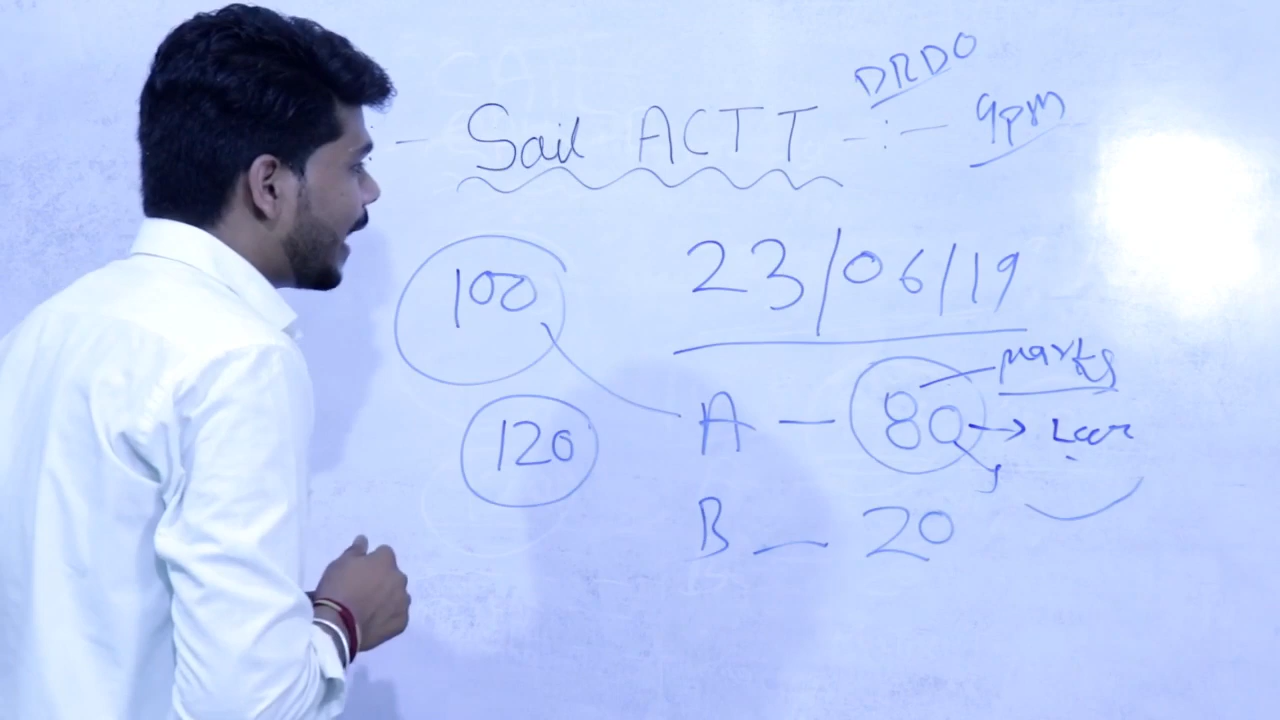 DRDO
- Sail ACTT -:- 9pm
23/06/19
100
marks
A - 80 →
120
B - 20